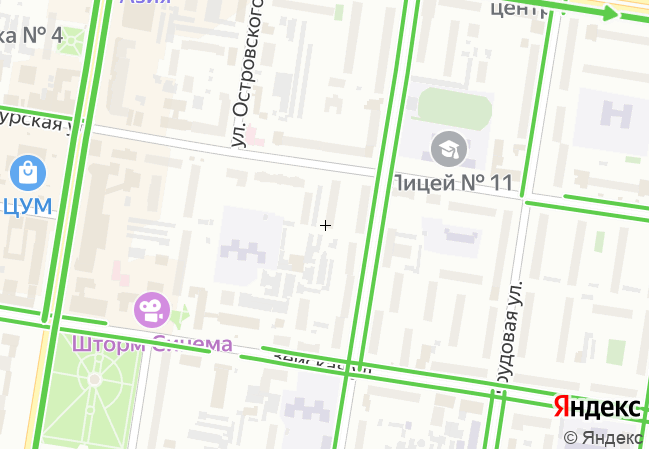 Азия
центр
ка № 4
ул. Островского
урская у
Лицей № 11
ЦУМ
Трудовая ул.
Шторм Синема
Зейская ул.
Яндекс
© Яндекс